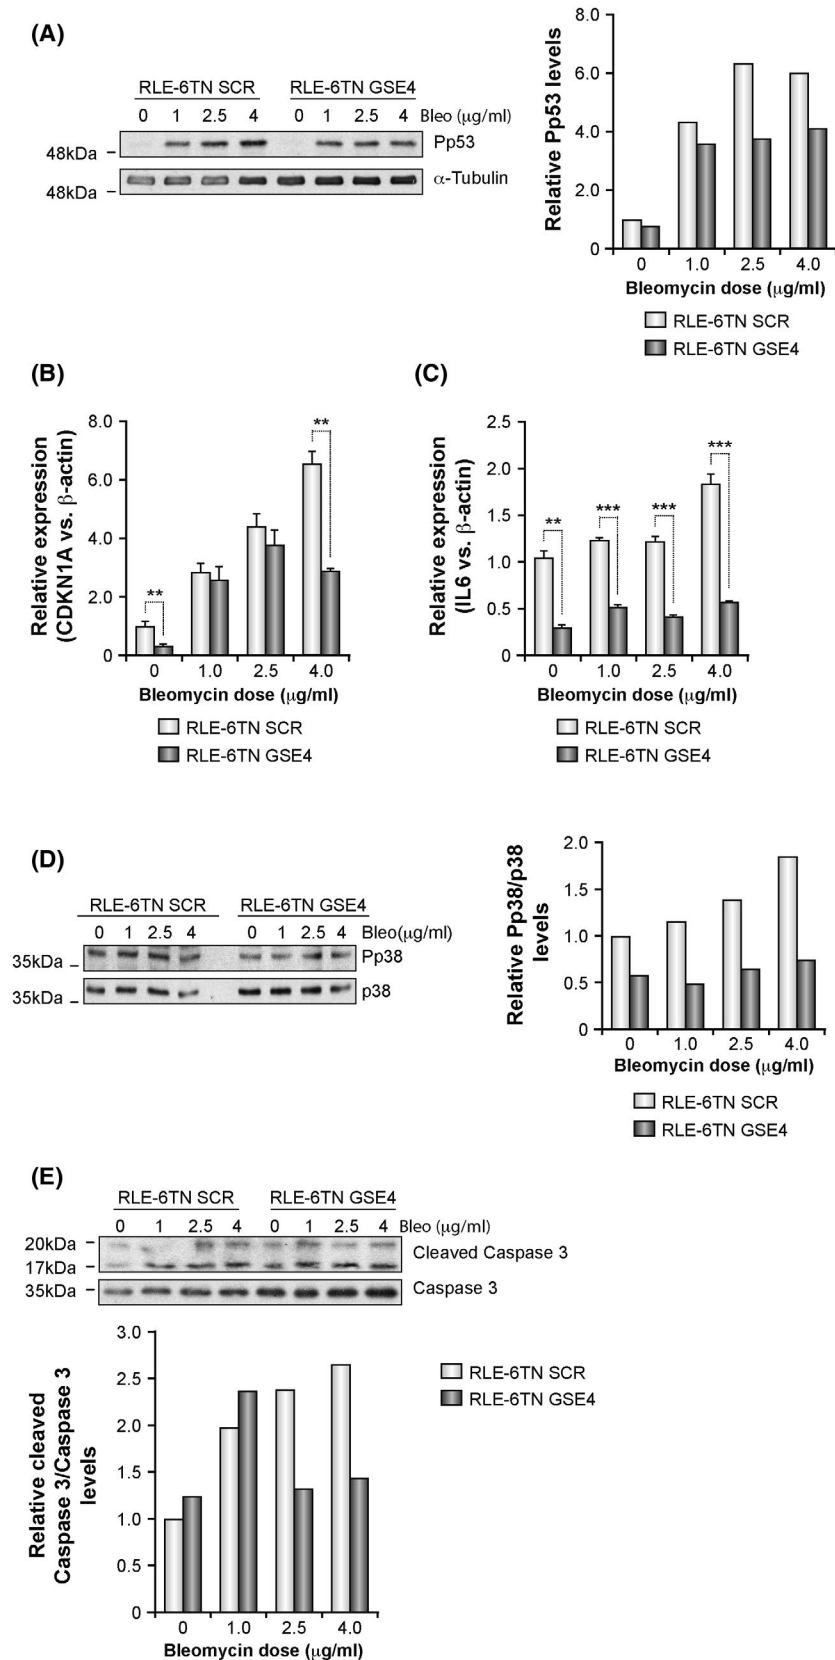 (A)
RLE-6TN SCR RLE-6TN GSE4
0 1 2.5 4 0 1 2.5 4 Bleo (μg/ml)
48kDa Pp53
48kDa α-Tubulin
Relative Pp53 levels
8.0
6.0
4.0
2.0
0
0 1.0 2.5 4.0
Bleomycin dose (μg/ml)
RLE-6TN SCR
RLE-6TN GSE4
(B)
Relative expression
(CDKN1A vs. β-actin)
8.0
6.0
4.0
2.0
0
** **
0 1.0 2.5 4.0
Bleomycin dose (μg/ml)
RLE-6TN SCR
RLE-6TN GSE4
(C)
Relative expression
(IL6 vs. β-actin)
2.5
2.0
1.5
1.0
0.5
0
** *** *** ***
0 1.0 2.5 4.0
Bleomycin dose (μg/ml)
RLE-6TN SCR
RLE-6TN GSE4
(D)
RLE-6TN SCR RLE-6TN GSE4
0 1 2.5 4 0 1 2.5 4 Bleo(μg/ml)
35kDa Pp38
35kDa p38
Relative Pp38/p38
levels
2.0
1.5
1.0
0.5
0
0 1.0 2.5 4.0
Bleomycin dose (μg/ml)
RLE-6TN SCR
RLE-6TN GSE4
(E)
RLE-6TN SCR RLE-6TN GSE4
0 1 2.5 4 0 1 2.5 4 Bleo (μg/ml)
20kDa
Cleaved Caspase 3
17kDa
35kDa Caspase 3
Relative cleaved
Caspase 3/Caspase 3
levels
3.0
2.5
2.0
1.5
1.0
0.5
0
0 1.0 2.5 4.0
Bleomycin dose (μg/ml)
RLE-6TN SCR
RLE-6TN GSE4